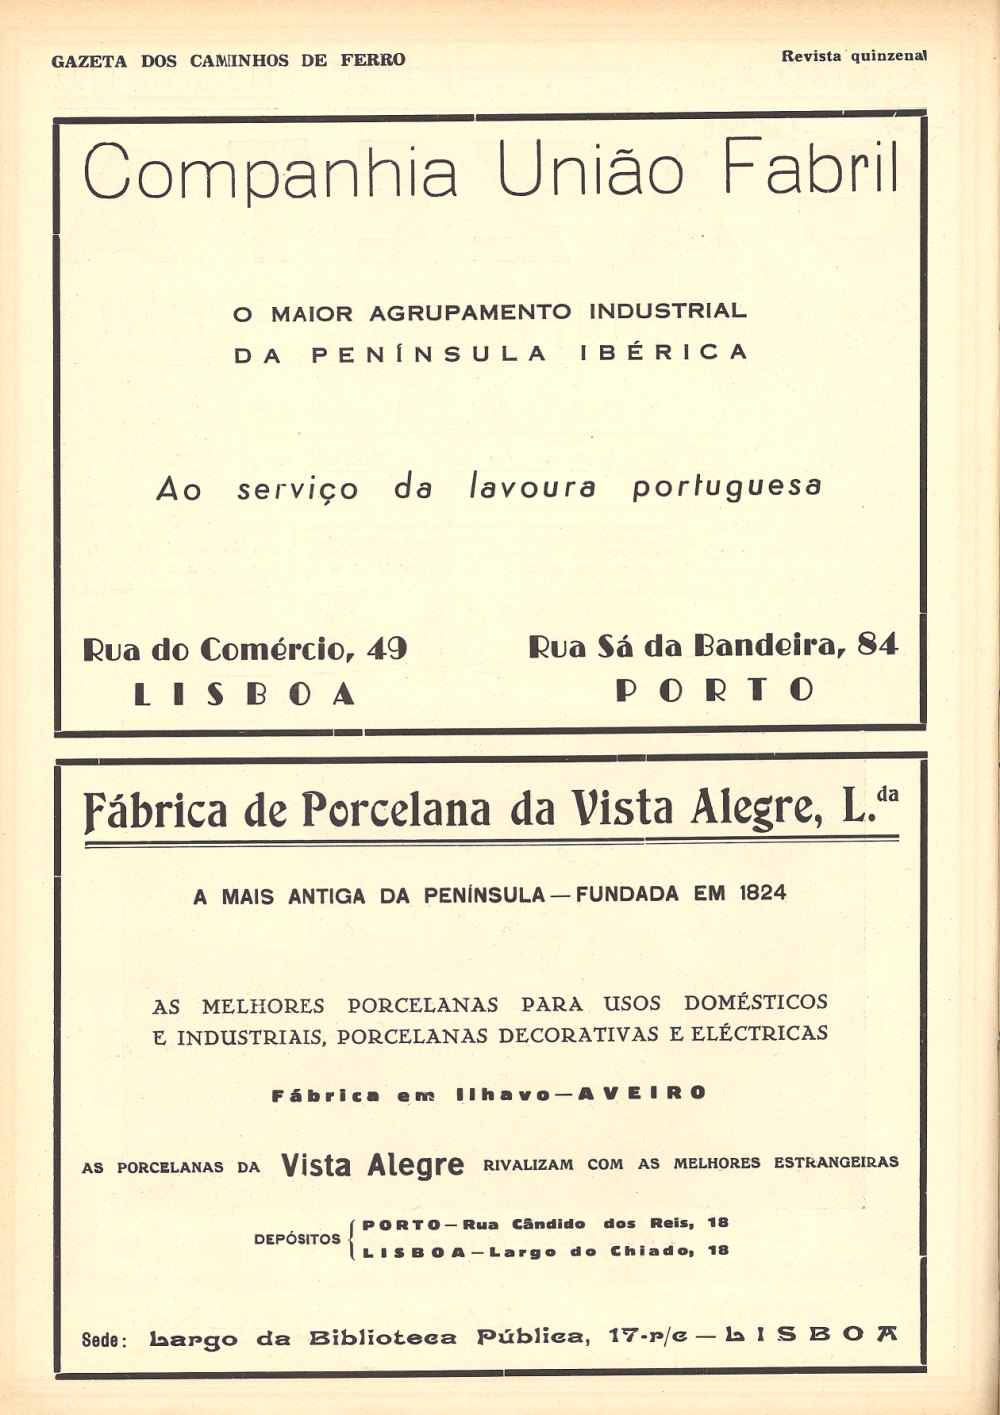 GAZETA DOS CAMINHOS DE FERRO
Revista quinzenal
Companhia União Fabril
O MAIOR AGRUPAMENTO INDUSTRIAL
DA PENÍNSULA IBÉRICA
Ao serviço da lavoura portuguesa
Rua do Comércio, 49
LISBOA
Rua Sá da Bandeira, 84
PORTO
Fábrica de Porcelana da Vista Alegre, L.da
A MAIS ANTIGA DA PENÍNSULA — FUNDADA EM 1824
AS MELHORES PORCELANAS PARA USOS DOMÉSTICOS
E INDUSTRIAIS, PORCELANAS DECORATIVAS E ELÉCTRICAS
Fábrica em Ilhavo — AVEIRO
AS PORCELANAS DA Vista Alegre RIVALIZAM COM AS MELHORES ESTRANGEIRAS
DEPÓSITOS
PORTO — Rua Cândido dos Reis, 18
LISBOA — Largo do Chiado, 18
Sede: Largo da Biblioteca Pública, 17-r/c — LISBOA